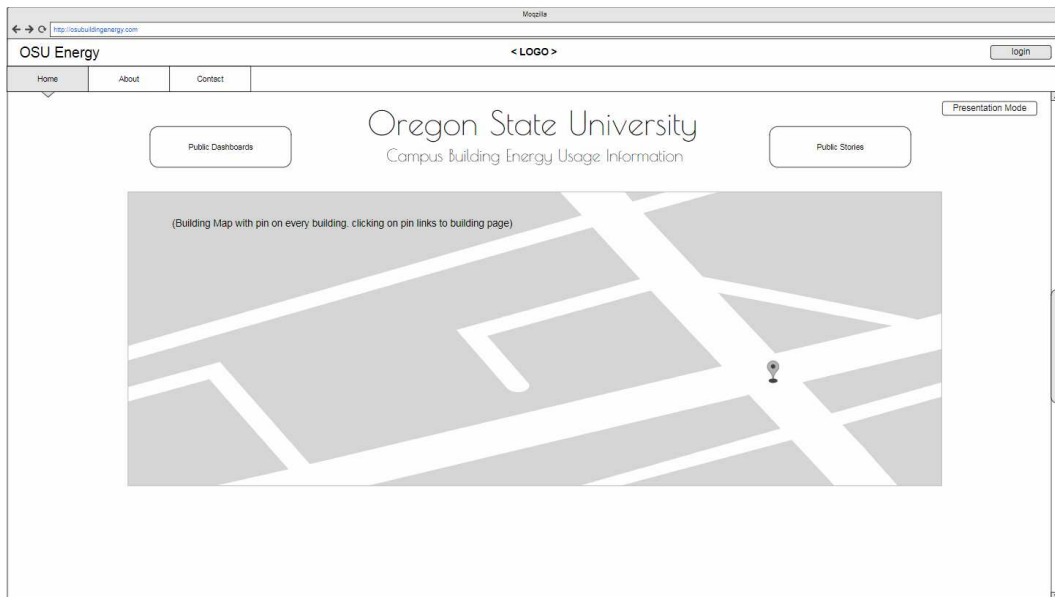 Moqzilla
http://osubuildingenergy.com
OSU Energy
< LOGO >
login
Home
About
Contact
Presentation Mode
Oregon State University
Campus Building Energy Usage Information
Public Dashboards
Public Stories
(Building Map with pin on every building. clicking on pin links to building page)